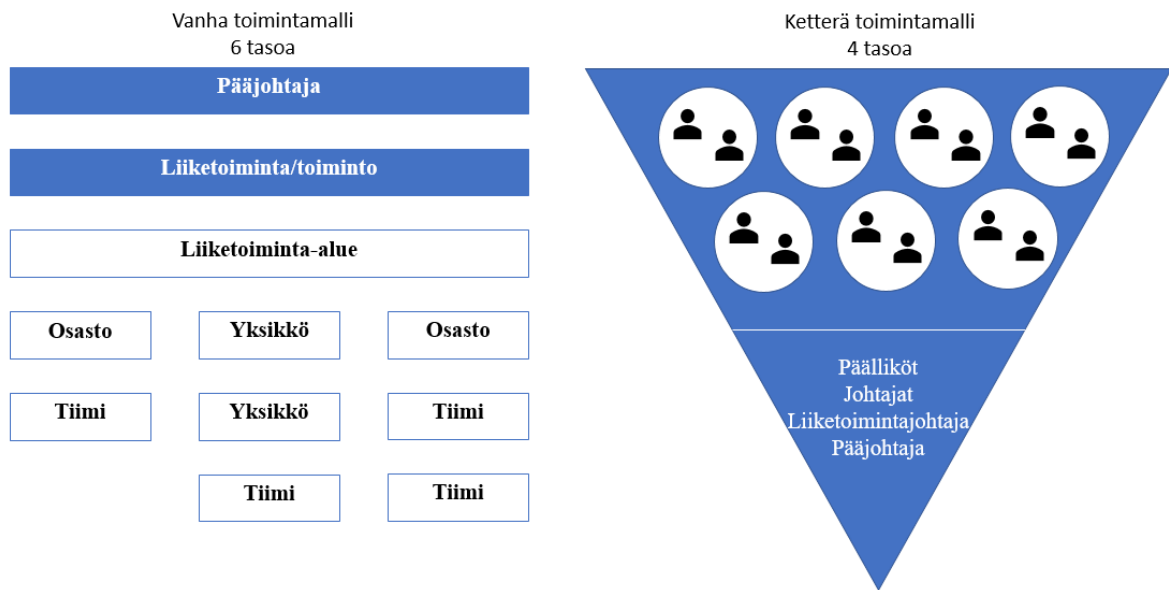 Vanha toimintamalli
6 tasoa
Pääjohtaja
Liiketoiminta/toiminto
Liiketoiminta-alue
Osasto
Yksikkö
Osasto
Tiimi
Yksikkö
Tiimi
Tiimi
Tiimi
Ketterä toimintamalli
4 tasoa
Päälliköt
Johtajat
Liiketoimintajohtaja
Pääjohtaja